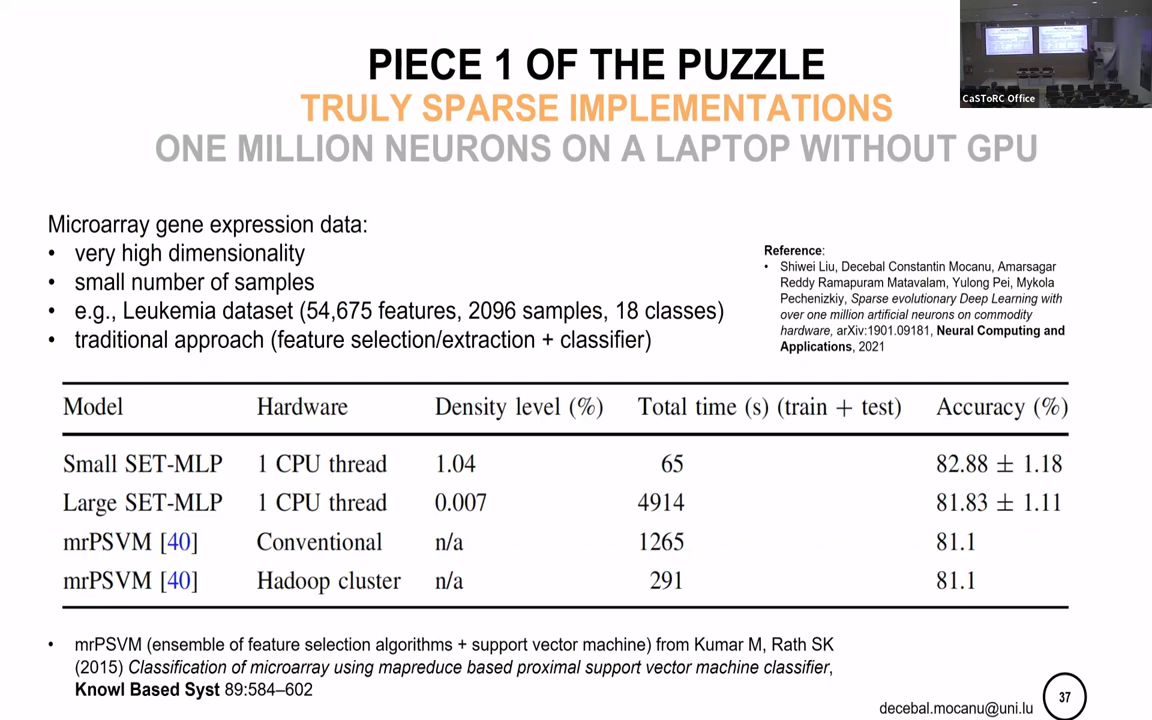 PIECE 1 OF THE PUZZLE
TRULY SPARSE IMPLEMENTATIONS
ONE MILLION NEURONS ON A LAPTOP WITHOUT GPU
CaSToRC Office
Microarray gene expression data:
• very high dimensionality
• small number of samples
• e.g., Leukemia dataset (54,675 features, 2096 samples, 18 classes)
• traditional approach (feature selection/extraction + classifier)
Reference:
• Shiwei Liu, Decebal Constantin Mocanu, Amarsagar
Reddy Ramapuram Matavalam, Yulong Pei, Mykola
Pechenizkiy, Sparse evolutionary Deep Learning with
over one million artificial neurons on commodity
hardware, arXiv:1901.09181, Neural Computing and
Applications, 2021
Model Hardware Density level (%) Total time (s) (train + test) Accuracy (%)
Small SET-MLP 1 CPU thread 1.04 65 82.88 ± 1.18
Large SET-MLP 1 CPU thread 0.007 4914 81.83 ± 1.11
mrPSVM [40] Conventional n/a 1265 81.1
mrPSVM [40] Hadoop cluster n/a 291 81.1
• mrPSVM (ensemble of feature selection algorithms + support vector machine) from Kumar M, Rath SK
(2015) Classification of microarray using mapreduce based proximal support vector machine classifier,
Knowl Based Syst 89:584–602
decebal.mocanu@uni.lu
37